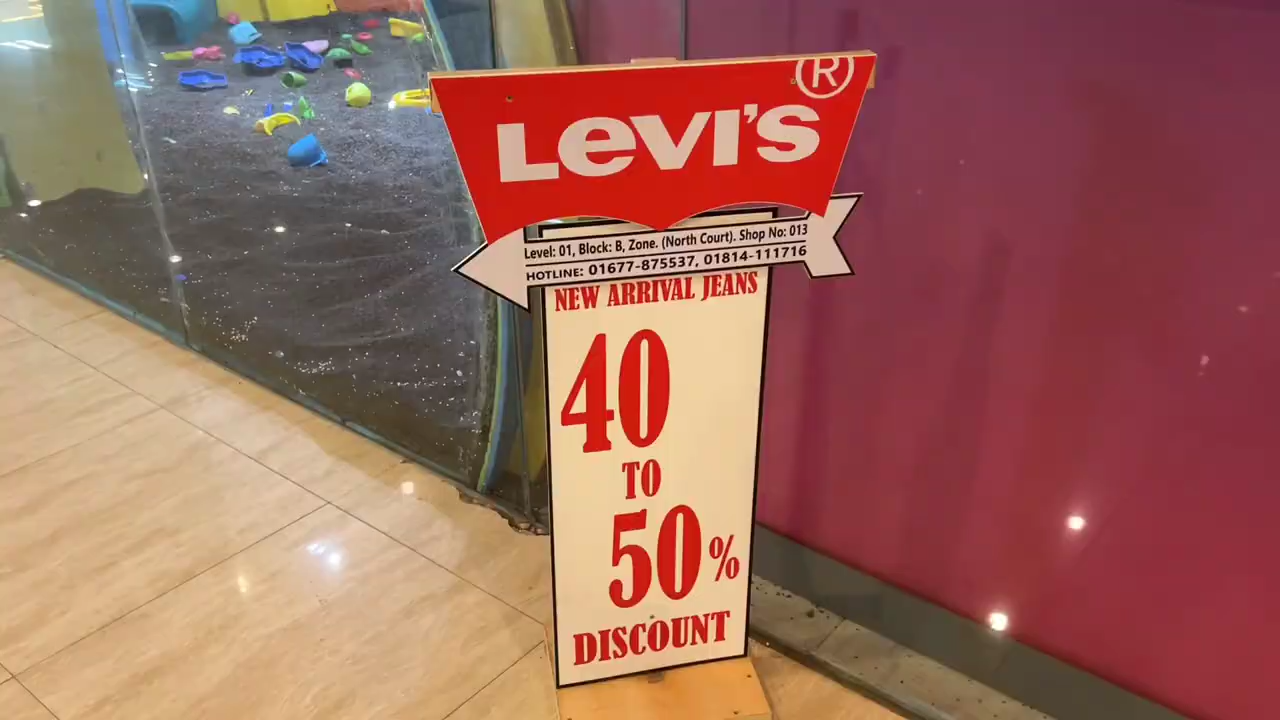 ®
LEVI'S
Level: 01, Block: B, Zone. (North Court). Shop No: 013
HOTLINE: 01677-875537, 01814-111716
NEW ARRIVAL JEANS
40
TO
50%
DISCOUNT